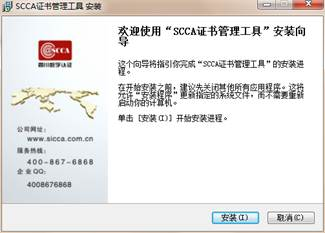 SCCA证书管理工具 安装
SCCA
四川数字认证
公司网址:
www.sicca.com.cn
服务热线:
400-867-6868
企业QQ:
4008676868
欢迎使用“SCCA证书管理工具”安装向
导
这个向导将指引你完成“SCCA证书管理工具”的安装进
程。
在开始安装之前，建议先关闭其他所有应用程序。这将
允许“安装程序”更新指定的系统文件，而不需要重新
启动你的计算机。
单击 [安装(I)] 开始安装进程。
安装(I)
取消(C)